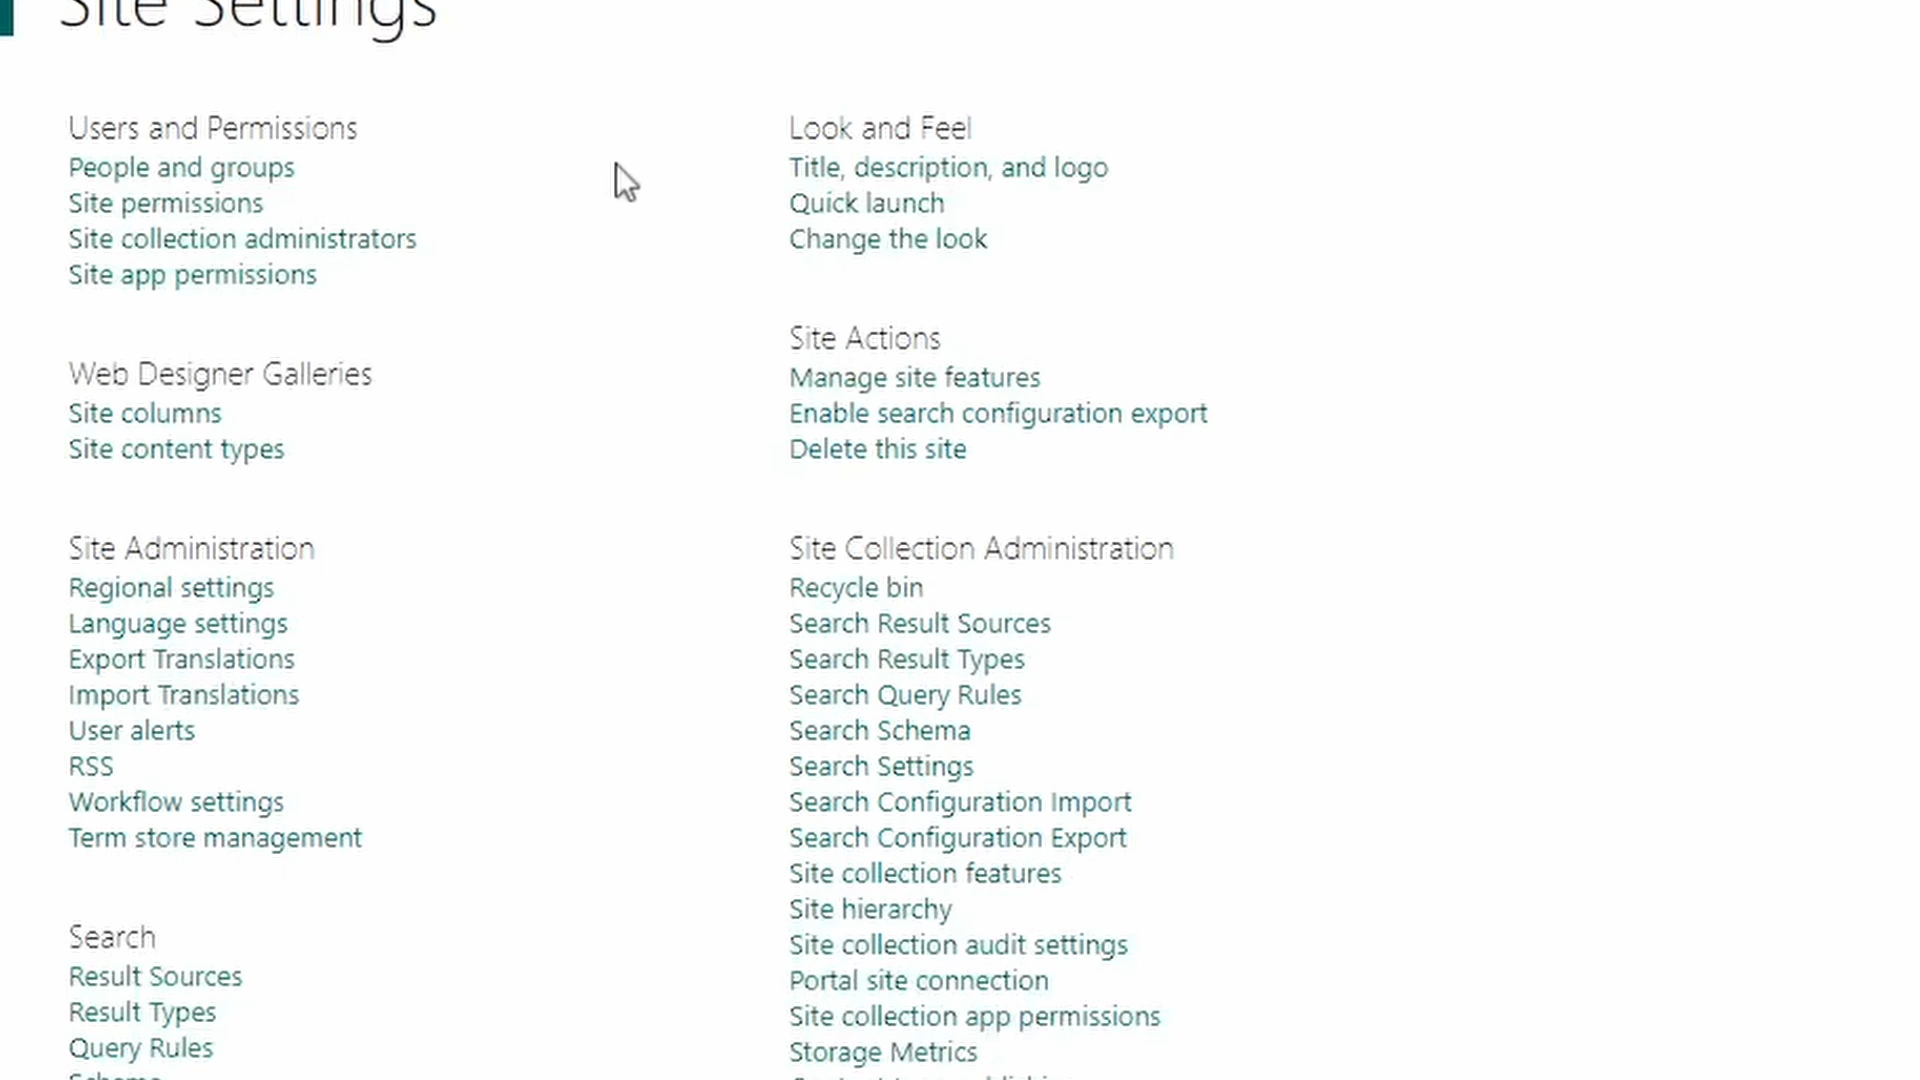 Site Settings
Users and Permissions
People and groups
Site permissions
Site collection administrators
Site app permissions
Web Designer Galleries
Site columns
Site content types
Site Administration
Regional settings
Language settings
Export Translations
Import Translations
User alerts
RSS
Workflow settings
Term store management
Search
Result Sources
Result Types
Query Rules
Schema
Look and Feel
Title, description, and logo
Quick launch
Change the look
Site Actions
Manage site features
Enable search configuration export
Delete this site
Site Collection Administration
Recycle bin
Search Result Sources
Search Result Types
Search Query Rules
Search Schema
Search Settings
Search Configuration Import
Search Configuration Export
Site collection features
Site hierarchy
Site collection audit settings
Portal site connection
Site collection app permissions
Storage Metrics